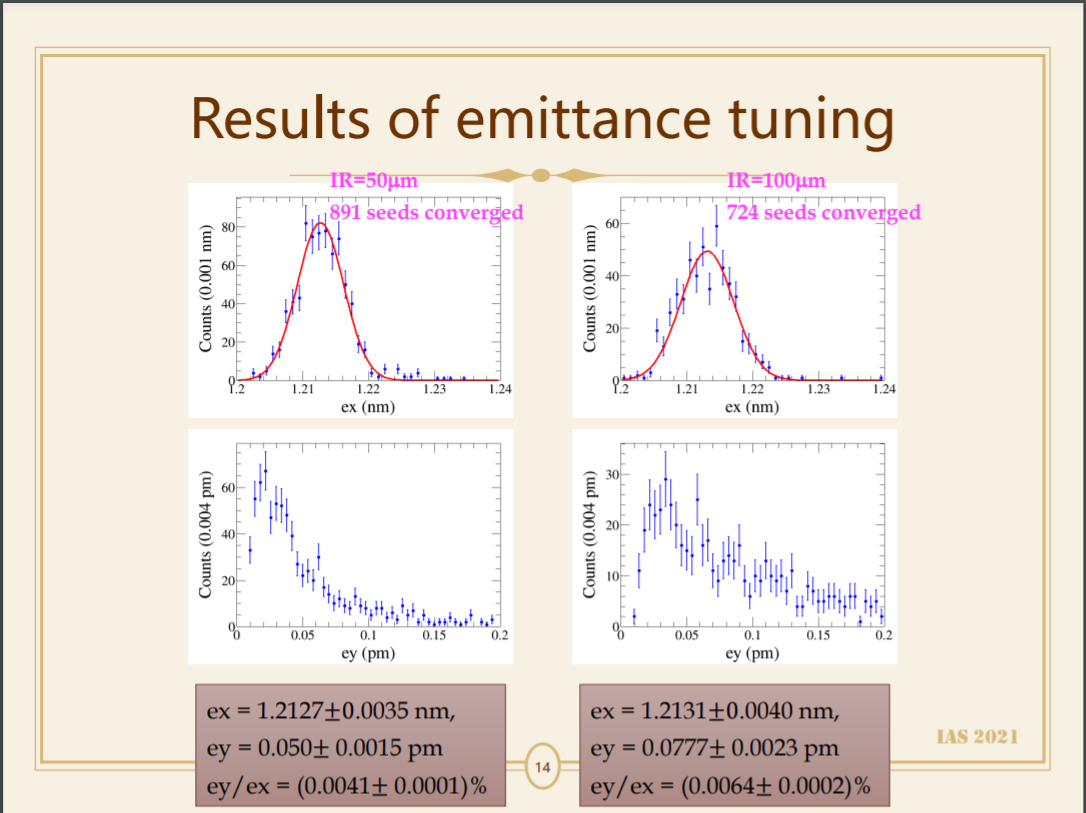 Results of emittance tuning
IR=50μm
891 seeds converged
80
60
40
20
0
Counts (0.001 nm)
1.2
1.21
1.22
1.23
1.24
ex (nm)
IR=100μm
724 seeds converged
60
40
20
0
Counts (0.001 nm)
1.2
1.21
1.22
1.23
1.24
ex (nm)
60
40
20
0
Counts (0.004 pm)
0
0.05
0.1
0.15
0.2
ey (pm)
30
20
10
0
Counts (0.004 pm)
0
0.05
0.1
0.15
0.2
ey (pm)
ex = 1.2127±0.0035 nm,
ey = 0.050± 0.0015 pm
ey/ex = (0.0041± 0.0001)%
ex = 1.2131±0.0040 nm,
ey = 0.0777± 0.0023 pm
ey/ex = (0.0064± 0.0002)%
IAS 2021
14